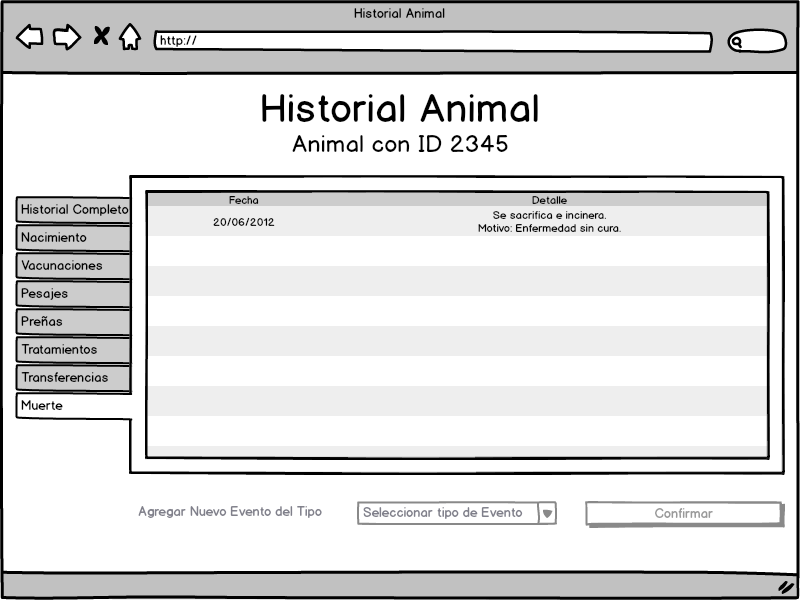 Historial Animal
http://
Historial Animal
Animal con ID 2345
Historial Completo
Nacimiento
Vacunaciones
Pesajes
Preñas
Tratamientos
Transferencias
Muerte
Fecha Detalle
20/06/2012 Se sacrifica e incinera.
Motivo: Enfermedad sin cura.
Agregar Nuevo Evento del Tipo Seleccionar tipo de Evento Confirmar